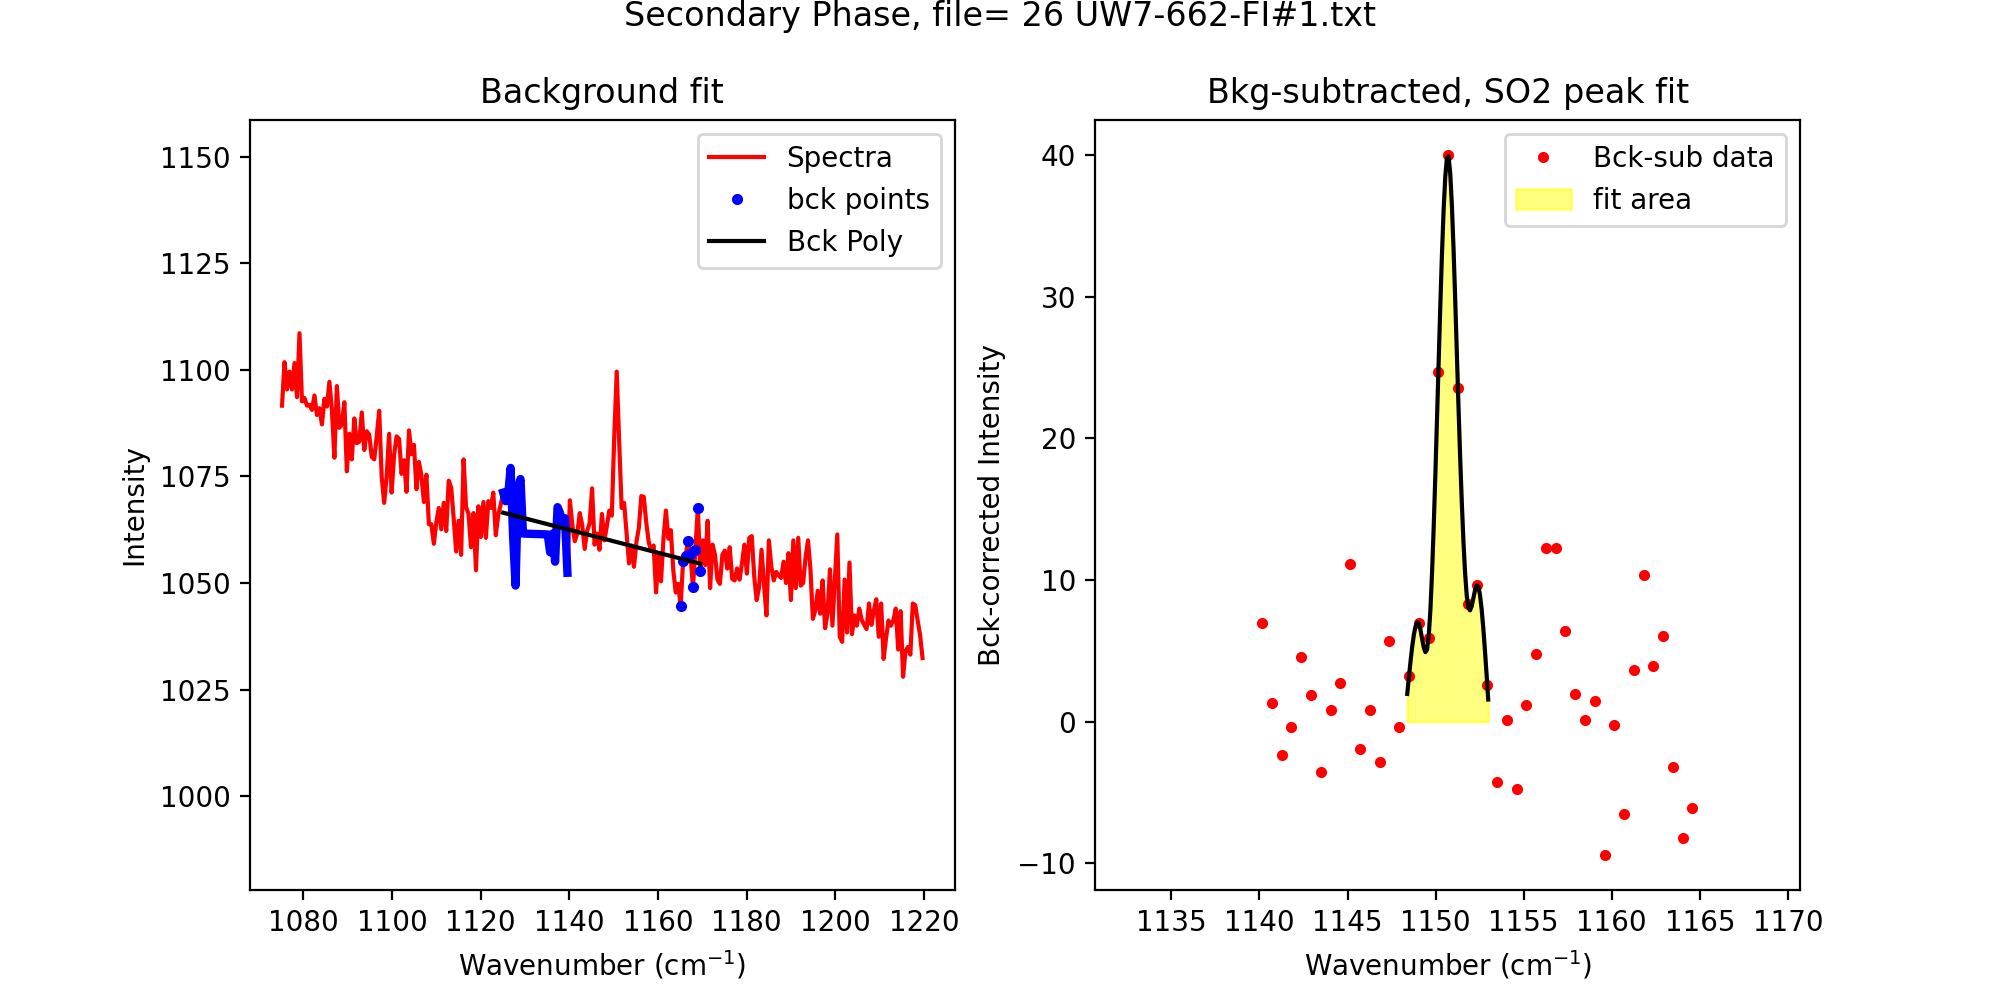 Secondary Phase, file= 26 UW7-662-FI#1.txt
Background fit
Spectra
bck points
Bck Poly
1150
1125
1100
1075
1050
1025
1000
Intensity
1080 1100 1120 1140 1160 1180 1200 1220
Wavenumber (cm⁻¹)
Bkg-subtracted, SO2 peak fit
Bck-sub data
fit area
40
30
20
10
0
−10
Bck-corrected Intensity
1135 1140 1145 1150 1155 1160 1165 1170
Wavenumber (cm⁻¹)